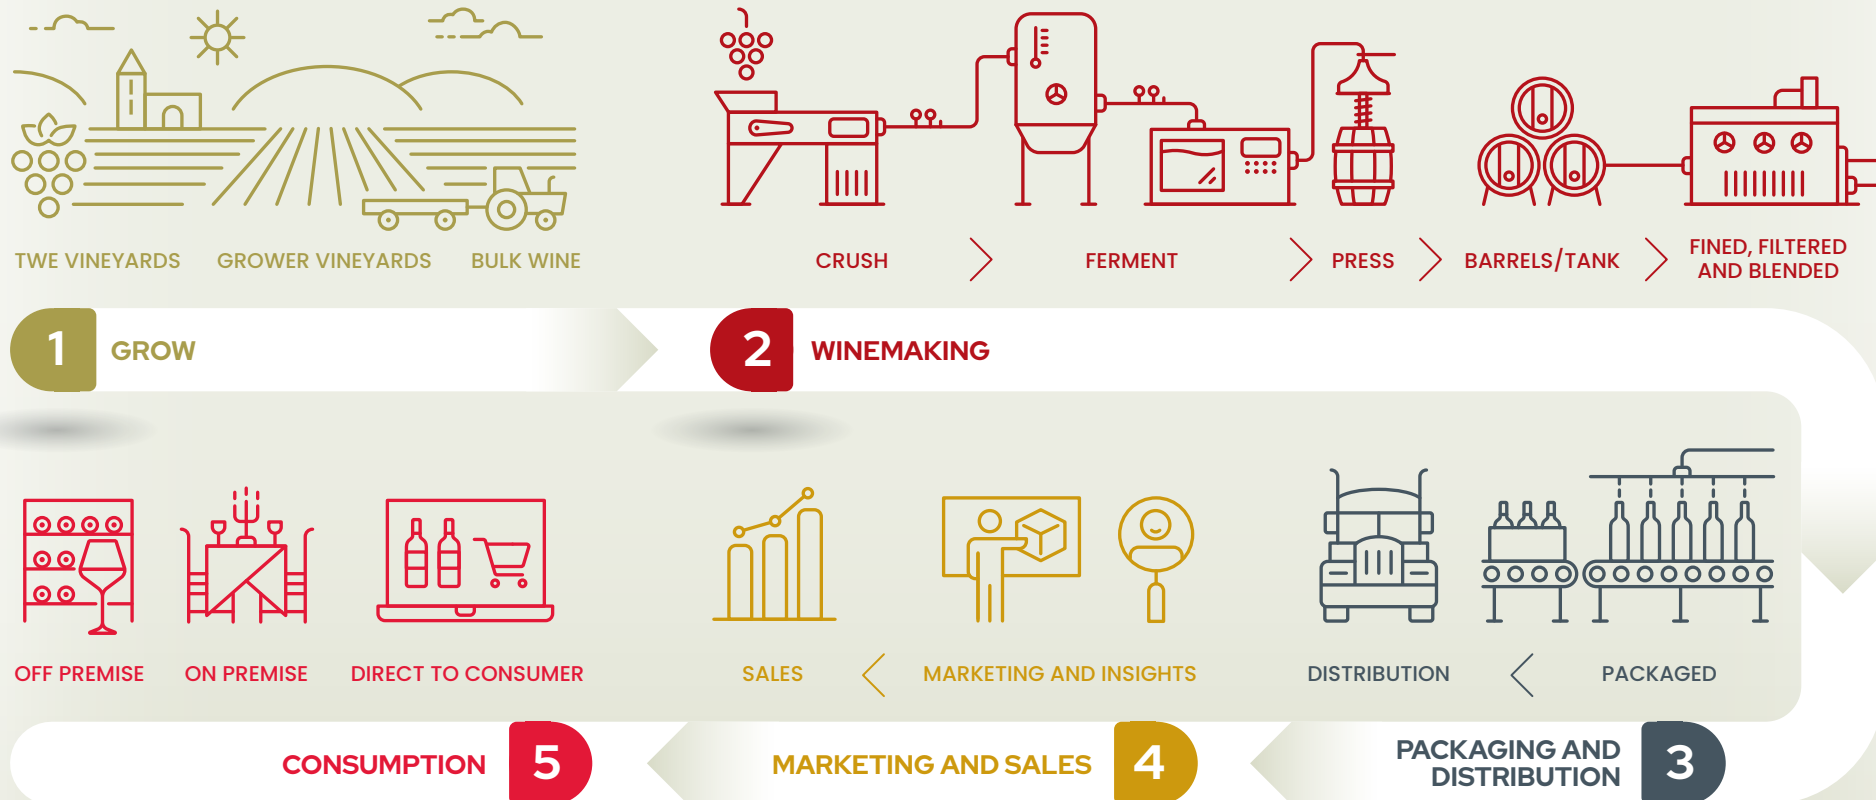 TWE VINEYARDS
GROWER VINEYARDS
BULK WINE
CRUSH
FERMENT
PRESS
BARRELS/TANK
FINED, FILTERED
AND BLENDED
1
GROW
2
WINEMAKING
OFF PREMISE
ON PREMISE
DIRECT TO CONSUMER
SALES
MARKETING AND INSIGHTS
DISTRIBUTION
PACKAGED
CONSUMPTION
5
MARKETING AND SALES
4
PACKAGING AND
DISTRIBUTION
3